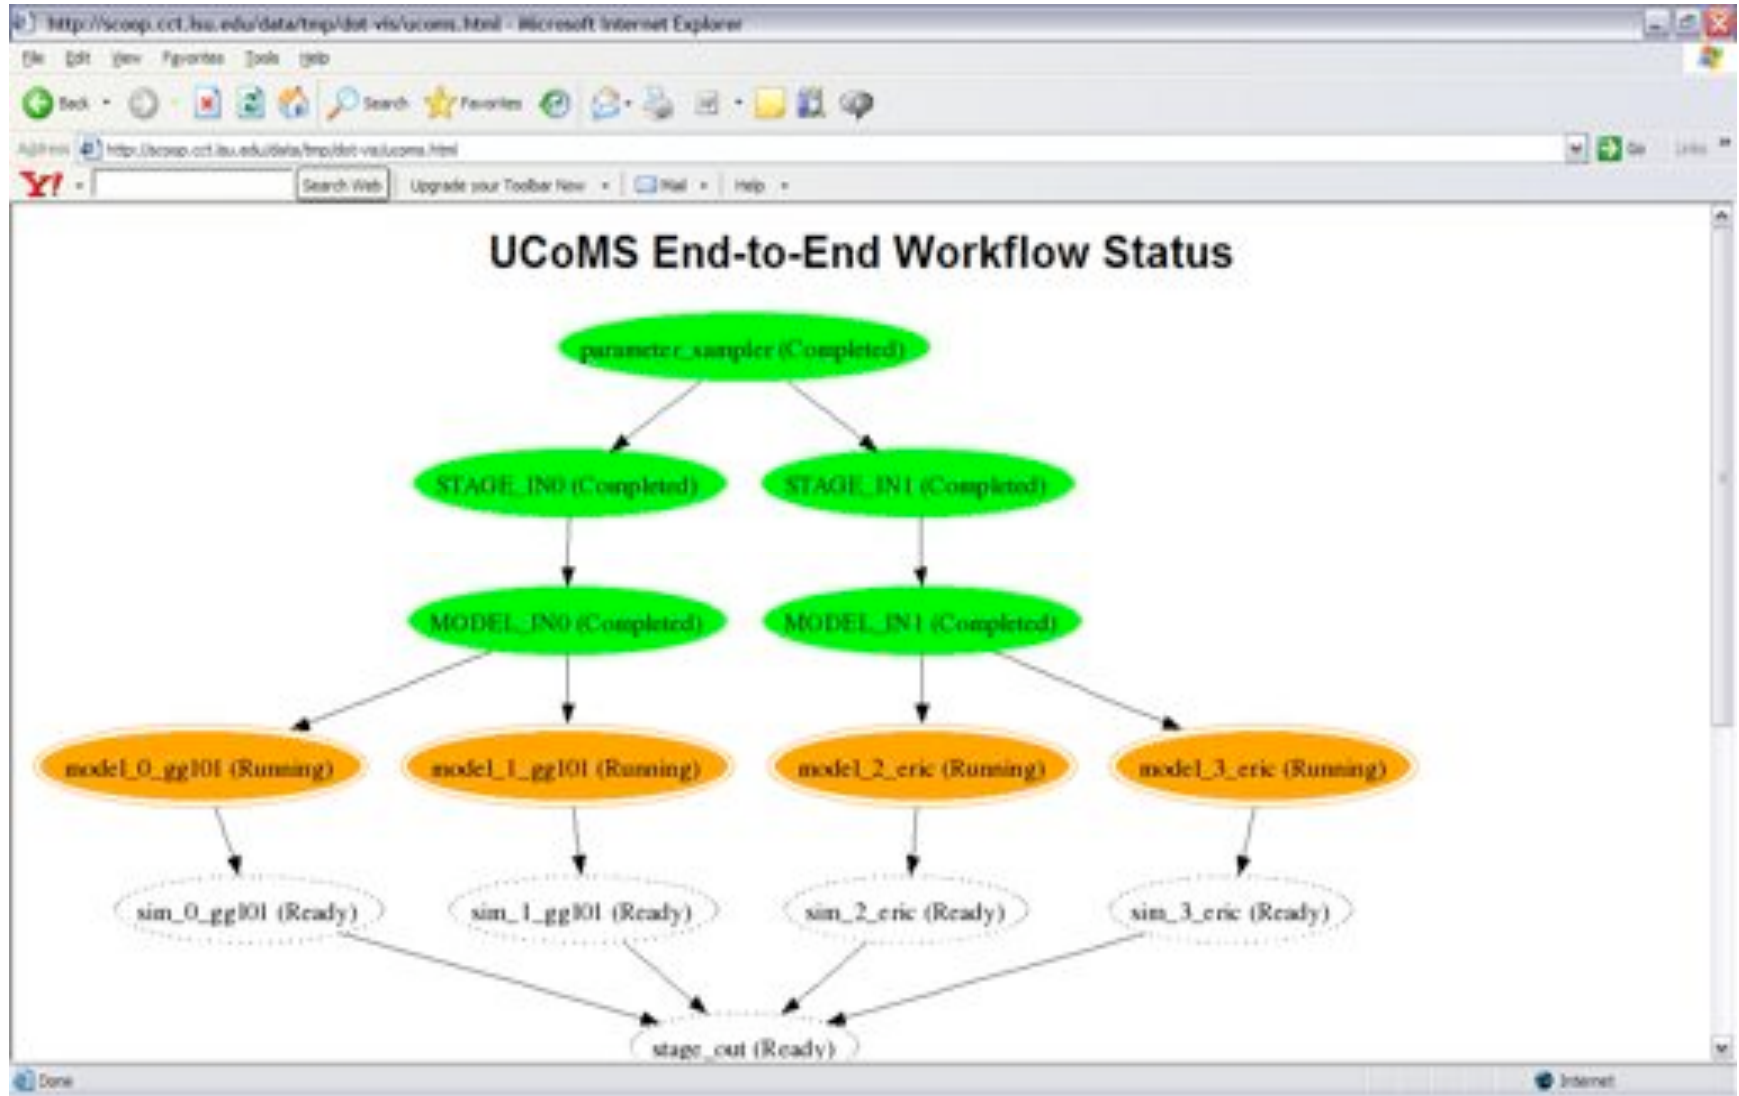 http://scoop.cct.lsu.edu/data/tmp/dot-vis/ucoms.html - Microsoft Internet Explorer
File Edit View Favorites Tools Help
Back Search Favorites
Address http://scoop.cct.lsu.edu/data/tmp/dot-vis/ucoms.html Go Links »
Y! Search Web Upgrade your Toolbar Now Mail Help
UCoMS End-to-End Workflow Status
parameter_sampler (Completed)
STAGE_IN0 (Completed) STAGE_IN1 (Completed)
MODEL_IN0 (Completed) MODEL_IN1 (Completed)
model_0_gg101 (Running) model_1_gg101 (Running) model_2_eric (Running) model_3_eric (Running)
sim_0_gg101 (Ready) sim_1_gg101 (Ready) sim_2_eric (Ready) sim_3_eric (Ready)
stage_out (Ready)
Done Internet